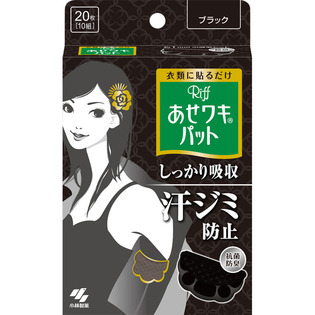 20枚
[10組]
ブラック
衣類に貼るだけ
Riff
あせワキ®
パット
しっかり吸収
汗ジミ
防止
抗菌
防臭
小林製薬